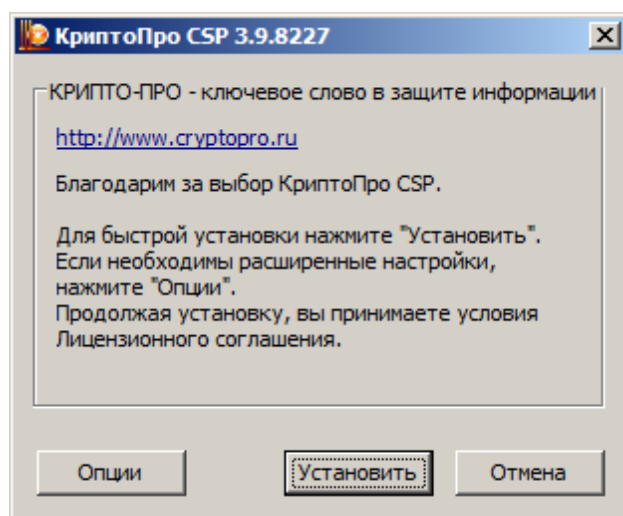 КриптоПро CSP 3.9.8227
КРИПТО-ПРО - ключевое слово в защите информации
http://www.cryptopro.ru
Благодарим за выбор КриптоПро CSP.
Для быстрой установки нажмите "Установить".
Если необходимы расширенные настройки,
нажмите "Опции".
Продолжая установку, вы принимаете условия
Лицензионного соглашения.
Опции
Установить
Отмена